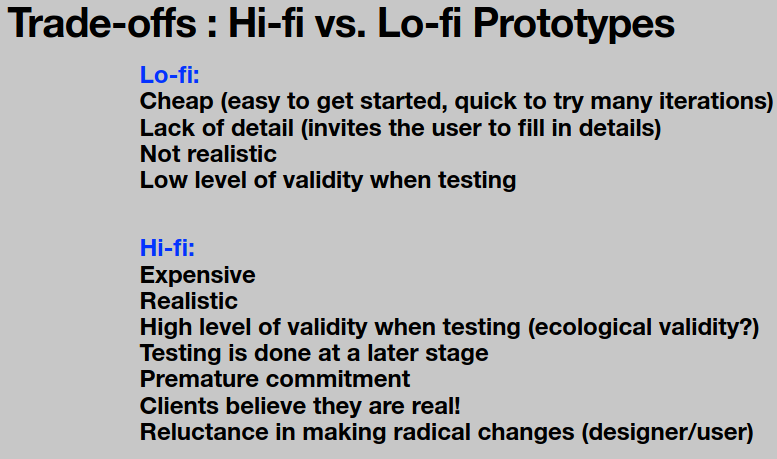 Trade-offs : Hi-fi vs. Lo-fi Prototypes
Lo-fi:
Cheap (easy to get started, quick to try many iterations)
Lack of detail (invites the user to fill in details)
Not realistic
Low level of validity when testing
Hi-fi:
Expensive
Realistic
High level of validity when testing (ecological validity?)
Testing is done at a later stage
Premature commitment
Clients believe they are real!
Reluctance in making radical changes (designer/user)